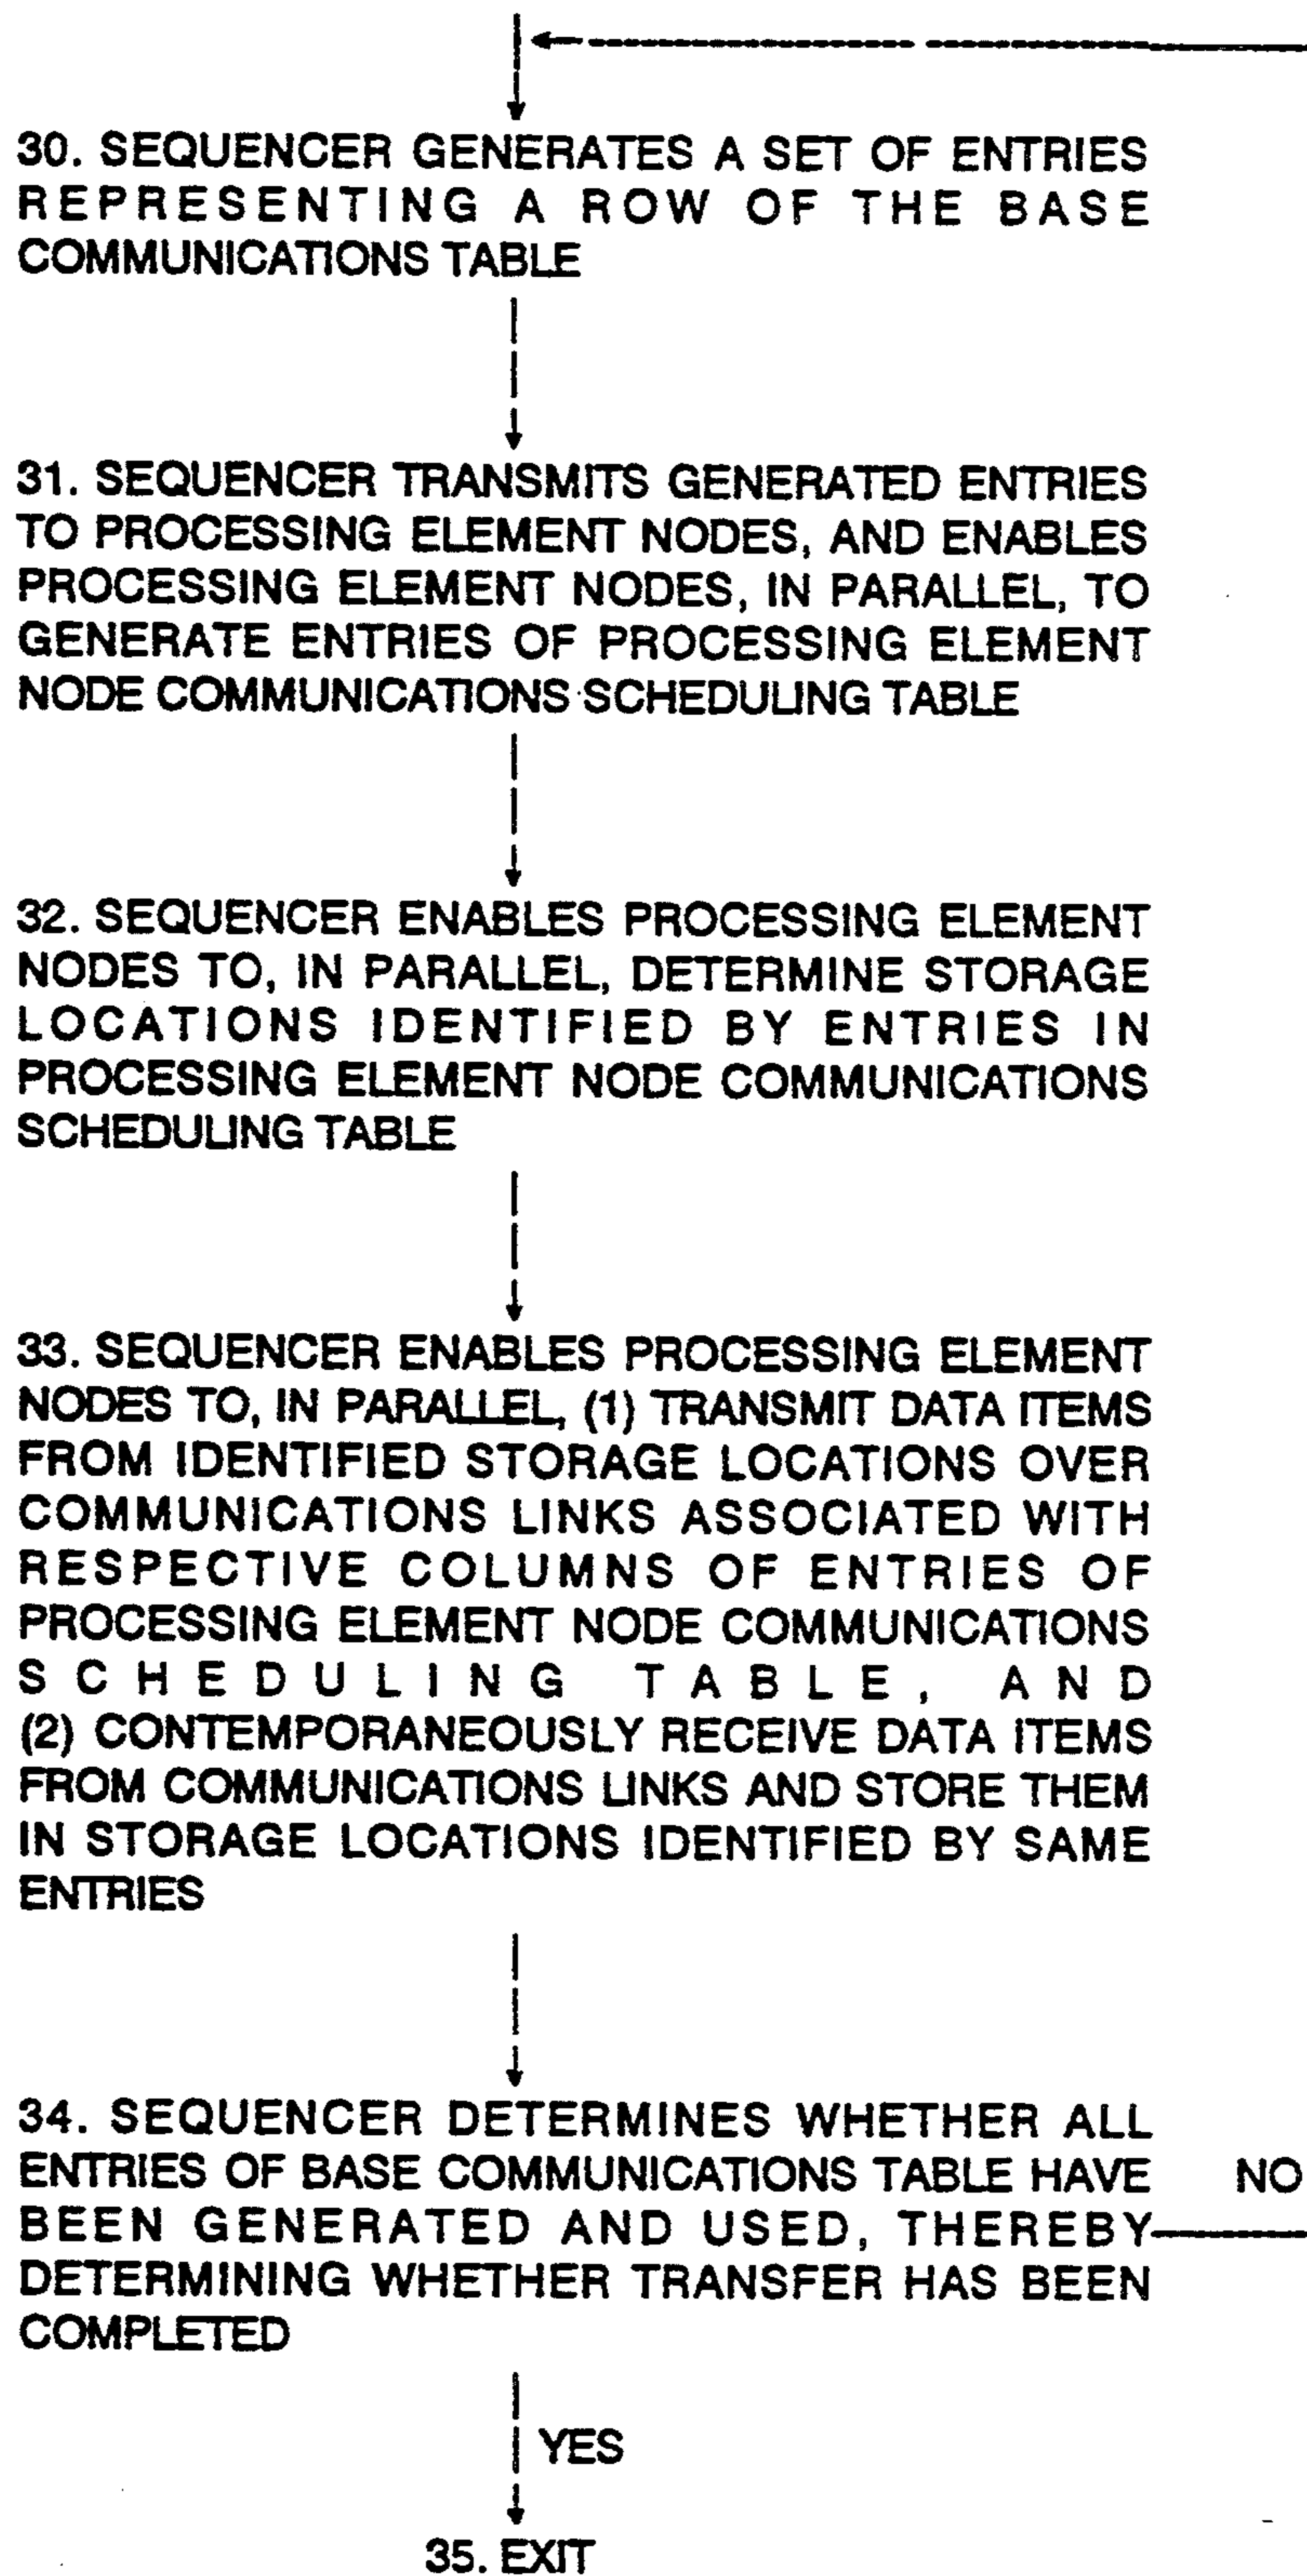 30. SEQUENCER GENERATES A SET OF ENTRIES
REPRESENTING A ROW OF THE BASE
COMMUNICATIONS TABLE
31. SEQUENCER TRANSMITS GENERATED ENTRIES
TO PROCESSING ELEMENT NODES, AND ENABLES
PROCESSING ELEMENT NODES, IN PARALLEL, TO
GENERATE ENTRIES OF PROCESSING ELEMENT
NODE COMMUNICATIONS SCHEDULING TABLE
32. SEQUENCER ENABLES PROCESSING ELEMENT
NODES TO, IN PARALLEL, DETERMINE STORAGE
LOCATIONS IDENTIFIED BY ENTRIES IN
PROCESSING ELEMENT NODE COMMUNICATIONS
SCHEDULING TABLE
33. SEQUENCER ENABLES PROCESSING ELEMENT
NODES TO, IN PARALLEL, (1) TRANSMIT DATA ITEMS
FROM IDENTIFIED STORAGE LOCATIONS OVER
COMMUNICATIONS LINKS ASSOCIATED WITH
RESPECTIVE COLUMNS OF ENTRIES OF
PROCESSING ELEMENT NODE COMMUNICATIONS
SCHEDULING TABLE, AND
(2) CONTEMPORANEOUSLY RECEIVE DATA ITEMS
FROM COMMUNICATIONS LINKS AND STORE THEM
IN STORAGE LOCATIONS IDENTIFIED BY SAME
ENTRIES
34. SEQUENCER DETERMINES WHETHER ALL
ENTRIES OF BASE COMMUNICATIONS TABLE HAVE NO
BEEN GENERATED AND USED, THEREBY
DETERMINING WHETHER TRANSFER HAS BEEN
COMPLETED
YES
35. EXIT